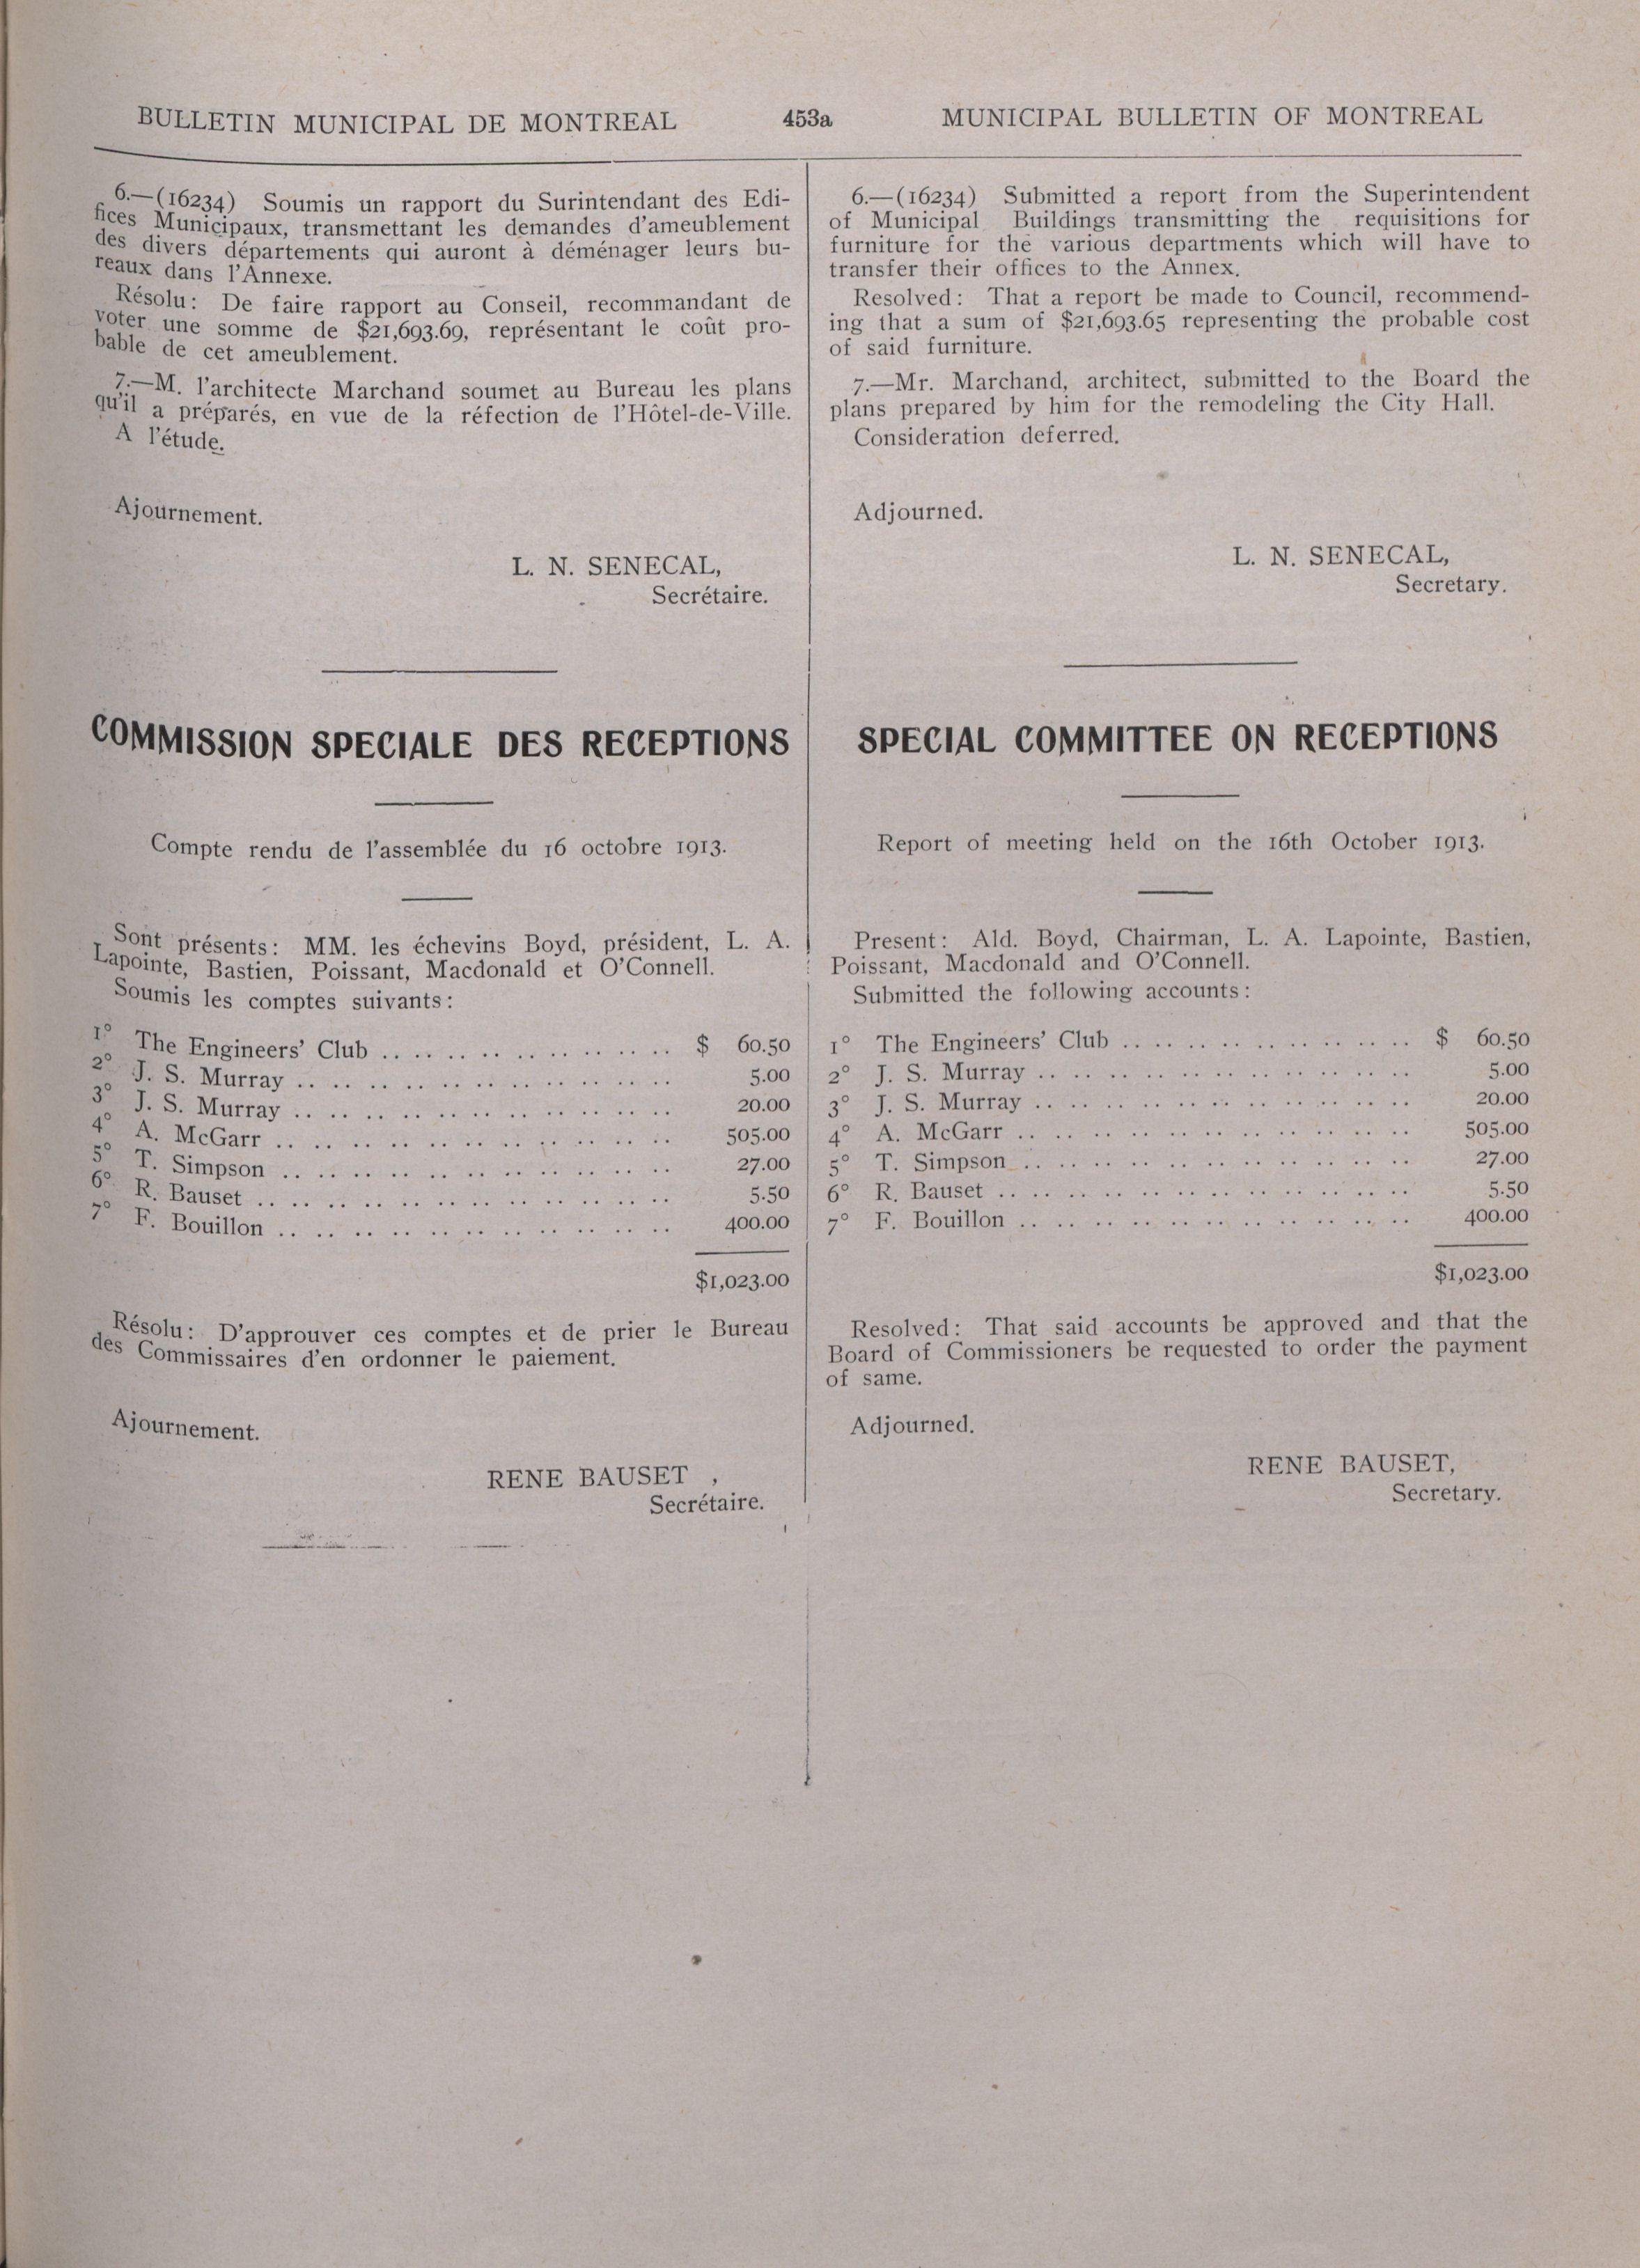 BULLETIN MUNICIPAL DE MONTREAL 453a MUNICIPAL BULLETIN OF MONTREAL
6.—(16234) Soumis un rapport du Surintendant des Edi-
fices Municipaux, transmettant les demandes d'ameublement
des divers départements qui auront à déménager leurs bu-
reaux dans l'Annexe.
Résolu: De faire rapport au Conseil, recommandant de
voter une somme de $21,693.69, représentant le coût pro-
bable de cet ameublement.
7.—M. l'architecte Marchand soumet au Bureau les plans
qu'il a préparés, en vue de la réfection de l'Hôtel-de-Ville.
A l'étude.
Ajournement.
L. N. SENECAL,
Secrétaire.
COMMISSION SPECIALE DES RECEPTIONS
Compte rendu de l'assemblée du 16 octobre 1913.
Sont présents: MM. les échevins Boyd, président, L. A.
Lapointe, Bastien, Poissant, Macdonald et O'Connell.
Soumis les comptes suivants:
1° The Engineers' Club .. .. .. .. .. .. .. .. $ 60.50
2° J. S. Murray .. .. .. .. .. .. .. .. .. .. .. 5.00
3° J. S. Murray .. .. .. .. .. .. .. .. .. .. .. 20.00
4° A. McGarr .. .. .. .. .. .. .. .. .. .. .. 505.00
5° T. Simpson .. .. .. .. .. .. .. .. .. .. .. 27.00
6° R. Bauset .. .. .. .. .. .. .. .. .. .. .. .. 5.50
7° F. Bouillon .. .. .. .. .. .. .. .. .. .. .. 400.00
$1,023.00
Résolu: D'approuver ces comptes et de prier le Bureau
des Commissaires d'en ordonner le paiement.
Ajournement.
RENE BAUSET ,
Secrétaire.
6.—(16234) Submitted a report from the Superintendent
of Municipal Buildings transmitting the requisitions for
furniture for the various departments which will have to
transfer their offices to the Annex.
Resolved: That a report be made to Council, recommend-
ing that a sum of $21,693.65 representing the probable cost
of said furniture.
7.—Mr. Marchand, architect, submitted to the Board the
plans prepared by him for the remodeling the City Hall.
Consideration deferred.
Adjourned.
L. N. SENECAL,
Secretary.
SPECIAL COMMITTEE ON RECEPTIONS
Report of meeting held on the 16th October 1913.
Present: Ald. Boyd, Chairman, L. A. Lapointe, Bastien,
Poissant, Macdonald and O'Connell.
Submitted the following accounts:
1° The Engineers' Club .. .. .. .. .. .. .. .. $ 60.50
2° J. S. Murray .. .. .. .. .. .. .. .. .. .. .. 5.00
3° J. S. Murray .. .. .. .. .. .. .. .. .. .. .. 20.00
4° A. McGarr .. .. .. .. .. .. .. .. .. .. .. 505.00
5° T. Simpson .. .. .. .. .. .. .. .. .. .. .. 27.00
6° R. Bauset .. .. .. .. .. .. .. .. .. .. .. .. 5.50
7° F. Bouillon .. .. .. .. .. .. .. .. .. .. .. 400.00
$1,023.00
Resolved: That said accounts be approved and that the
Board of Commissioners be requested to order the payment
of same.
Adjourned.
RENE BAUSET,
Secretary.